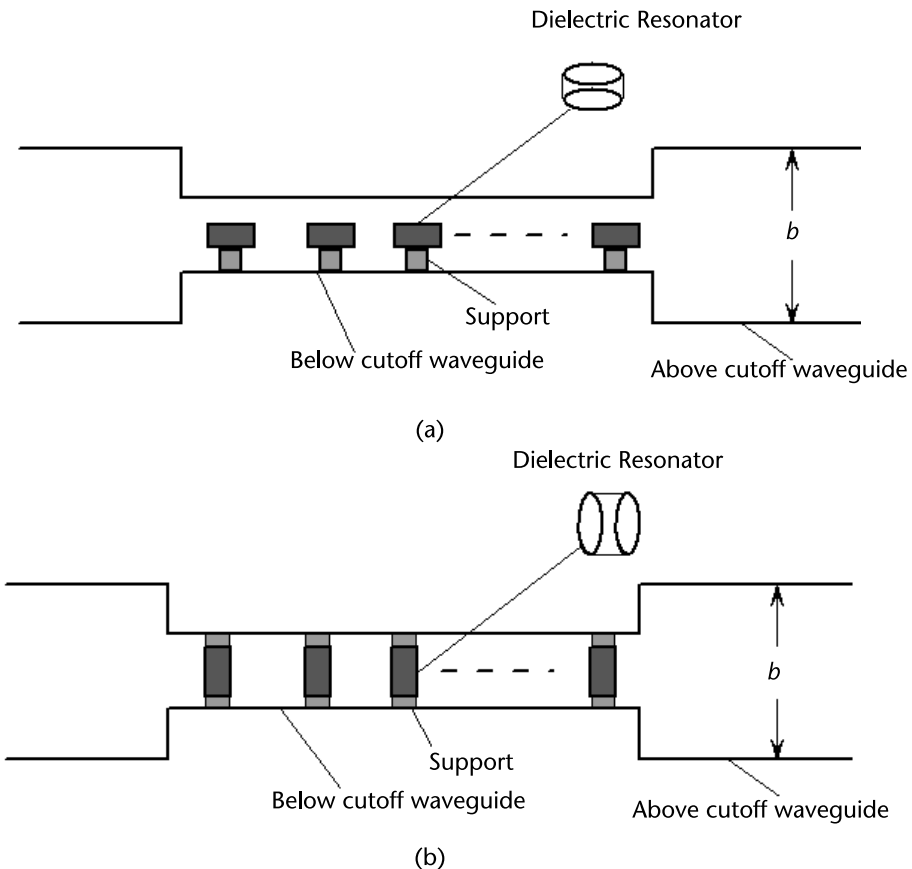 Dielectric Resonator
b
Support
Below cutoff waveguide
Above cutoff waveguide
(a)
Dielectric Resonator
b
Support
Below cutoff waveguide
Above cutoff waveguide
(b)